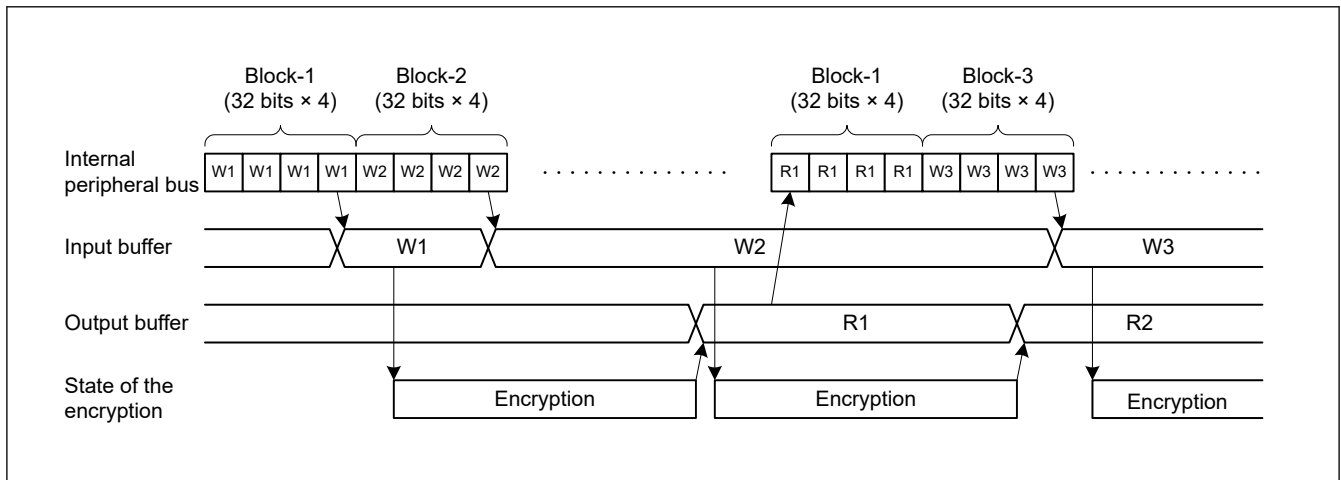 Block-1
(32 bits × 4)
Block-2
(32 bits × 4)
Block-1
(32 bits × 4)
Block-3
(32 bits × 4)
Internal
peripheral bus
W1 W1 W1 W1 W2 W2 W2 W2 . . . . . . . . . . . . . . R1 R1 R1 R1 W3 W3 W3 W3 . . . . . . . . . . . . .
Input buffer
W1 W2 W3
Output buffer
R1 R2
State of the
encryption
Encryption Encryption Encryption